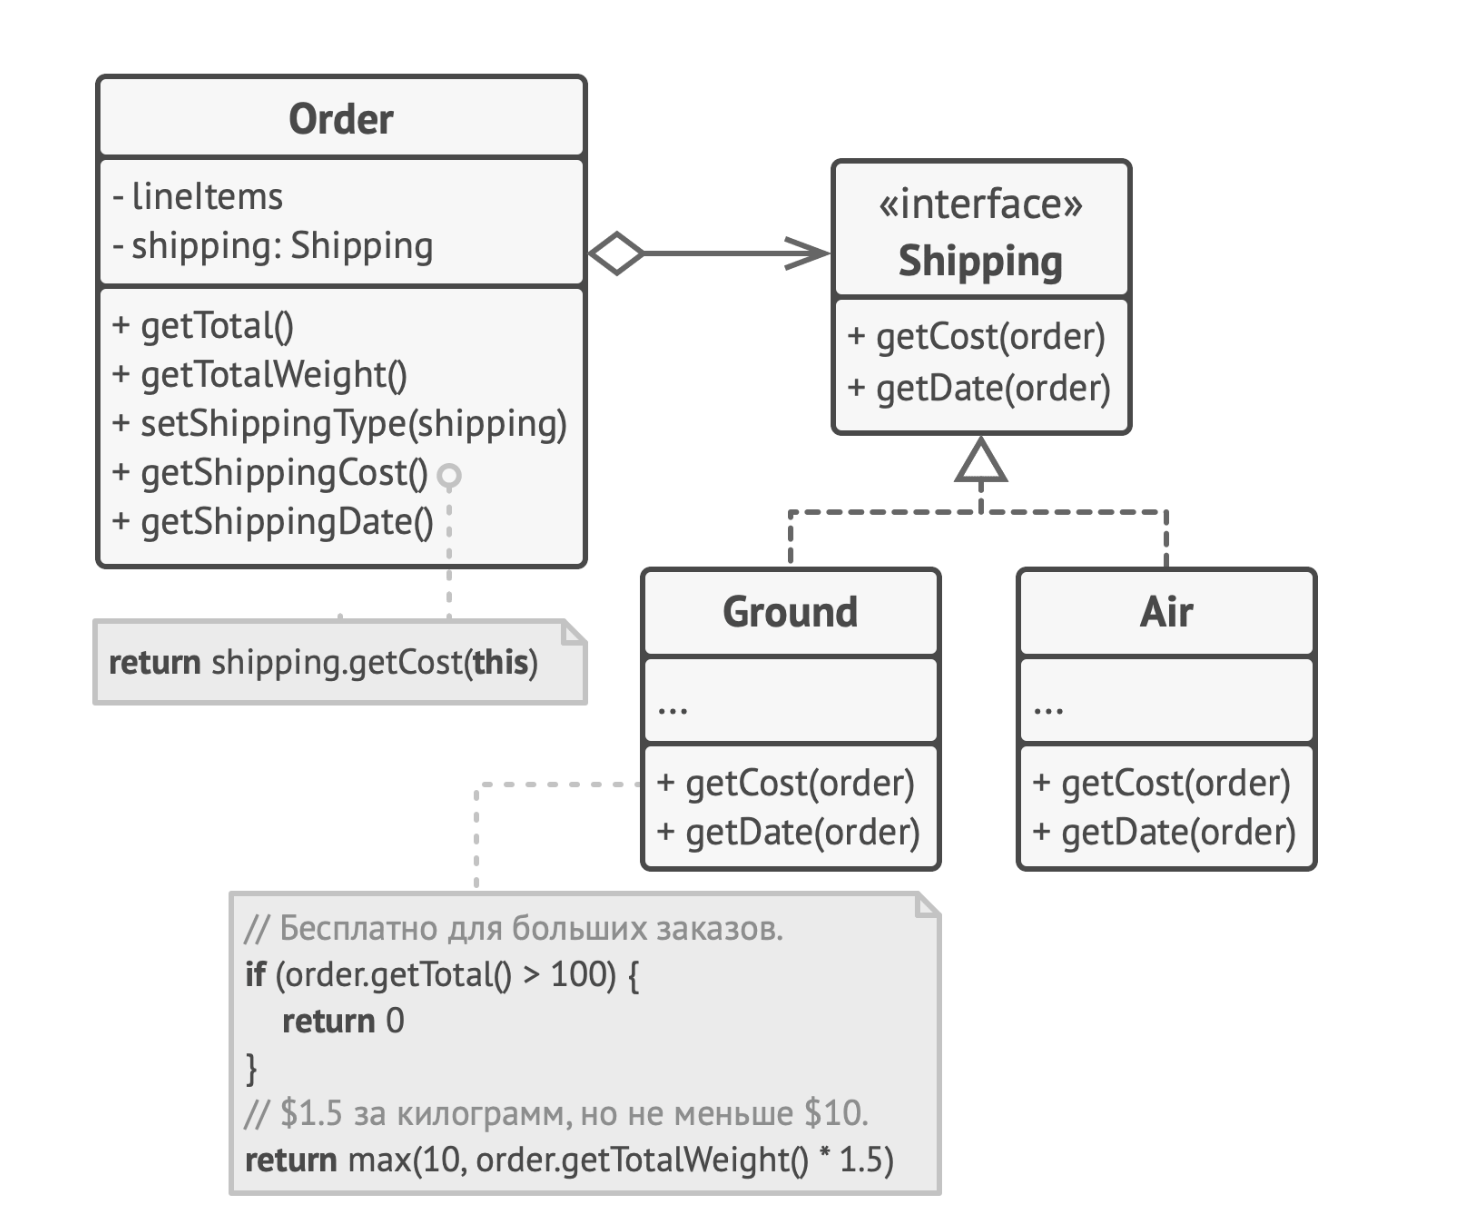 Order
- lineItems
- shipping: Shipping
+ getTotal()
+ getTotalWeight()
+ setShippingType(shipping)
+ getShippingCost()
+ getShippingDate()
return shipping.getCost(this)
«interface»
Shipping
+ getCost(order)
+ getDate(order)
Ground
...
+ getCost(order)
+ getDate(order)
Air
...
+ getCost(order)
+ getDate(order)
// Бесплатно для больших заказов.
if (order.getTotal() > 100) {
return 0
}
// $1.5 за килограмм, но не меньше $10.
return max(10, order.getTotalWeight() * 1.5)